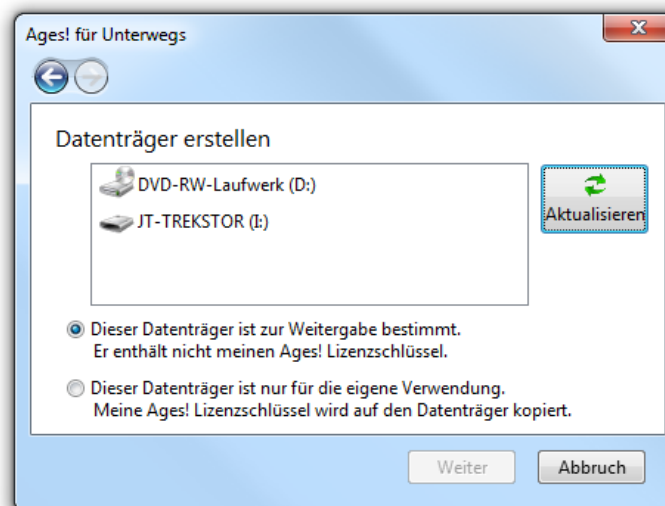 Ages! für Unterwegs
Datenträger erstellen
DVD-RW-Laufwerk (D:)
JT-TREKSTOR (I:)
Aktualisieren
Dieser Datenträger ist zur Weitergabe bestimmt.
Er enthält nicht meinen Ages! Lizenzschlüssel.
Dieser Datenträger ist nur für die eigene Verwendung.
Meine Ages! Lizenzschlüssel wird auf den Datenträger kopiert.
Weiter
Abbruch